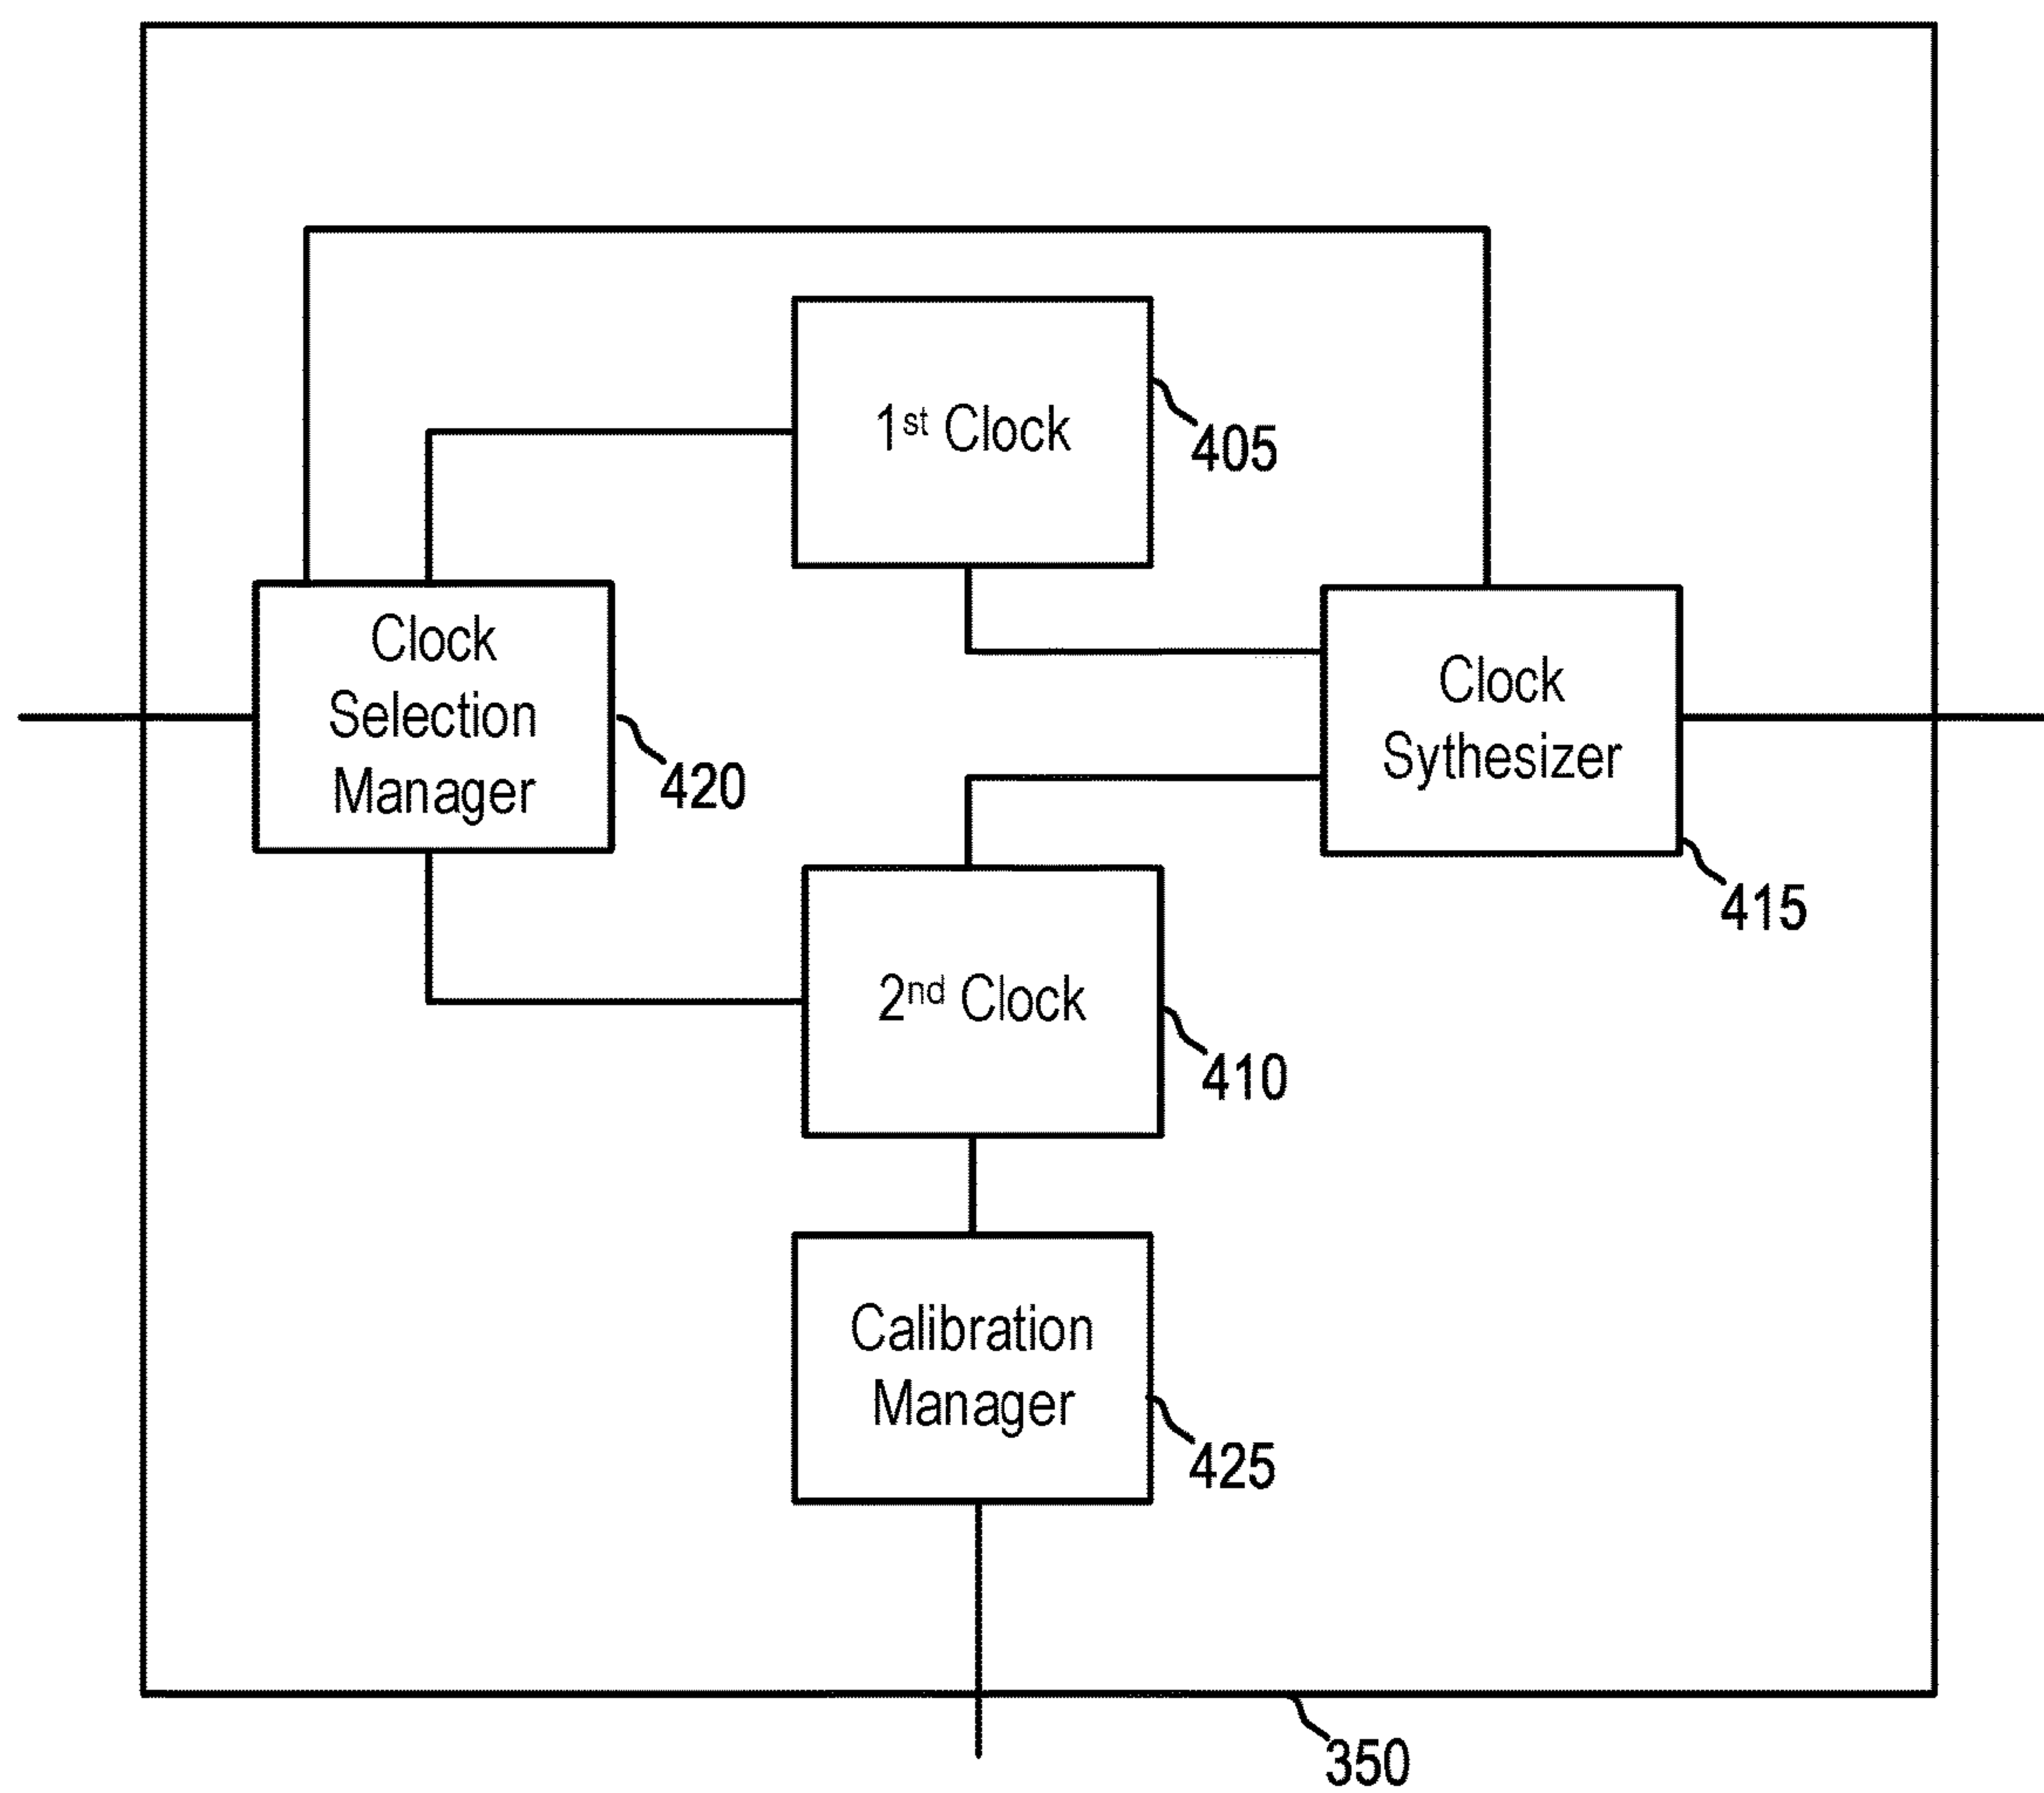 1st Clock
405
Clock
Selection
Manager
420
Clock
Sythesizer
415
2nd Clock
410
Calibration
Manager
425
350